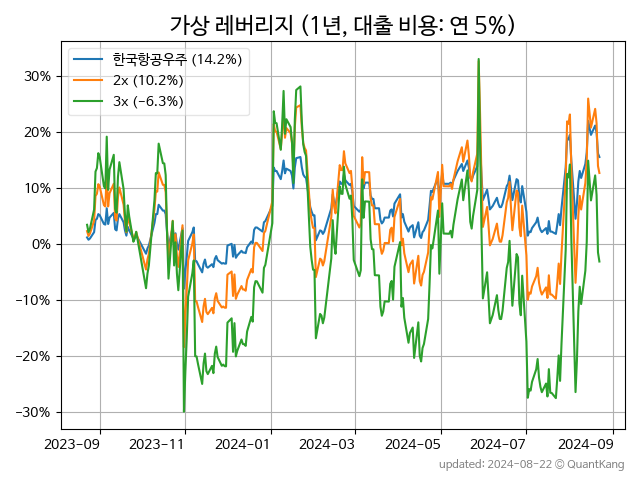 가상 레버리지 (1년, 대출 비용: 연 5%)
한국항공우주 (14.2%)
2x (10.2%)
3x (−6.3%)
30%
20%
10%
0%
−10%
−20%
−30%
2023-09
2023-11
2024-01
2024-03
2024-05
2024-07
2024-09
updated: 2024-08-22 © QuantKang